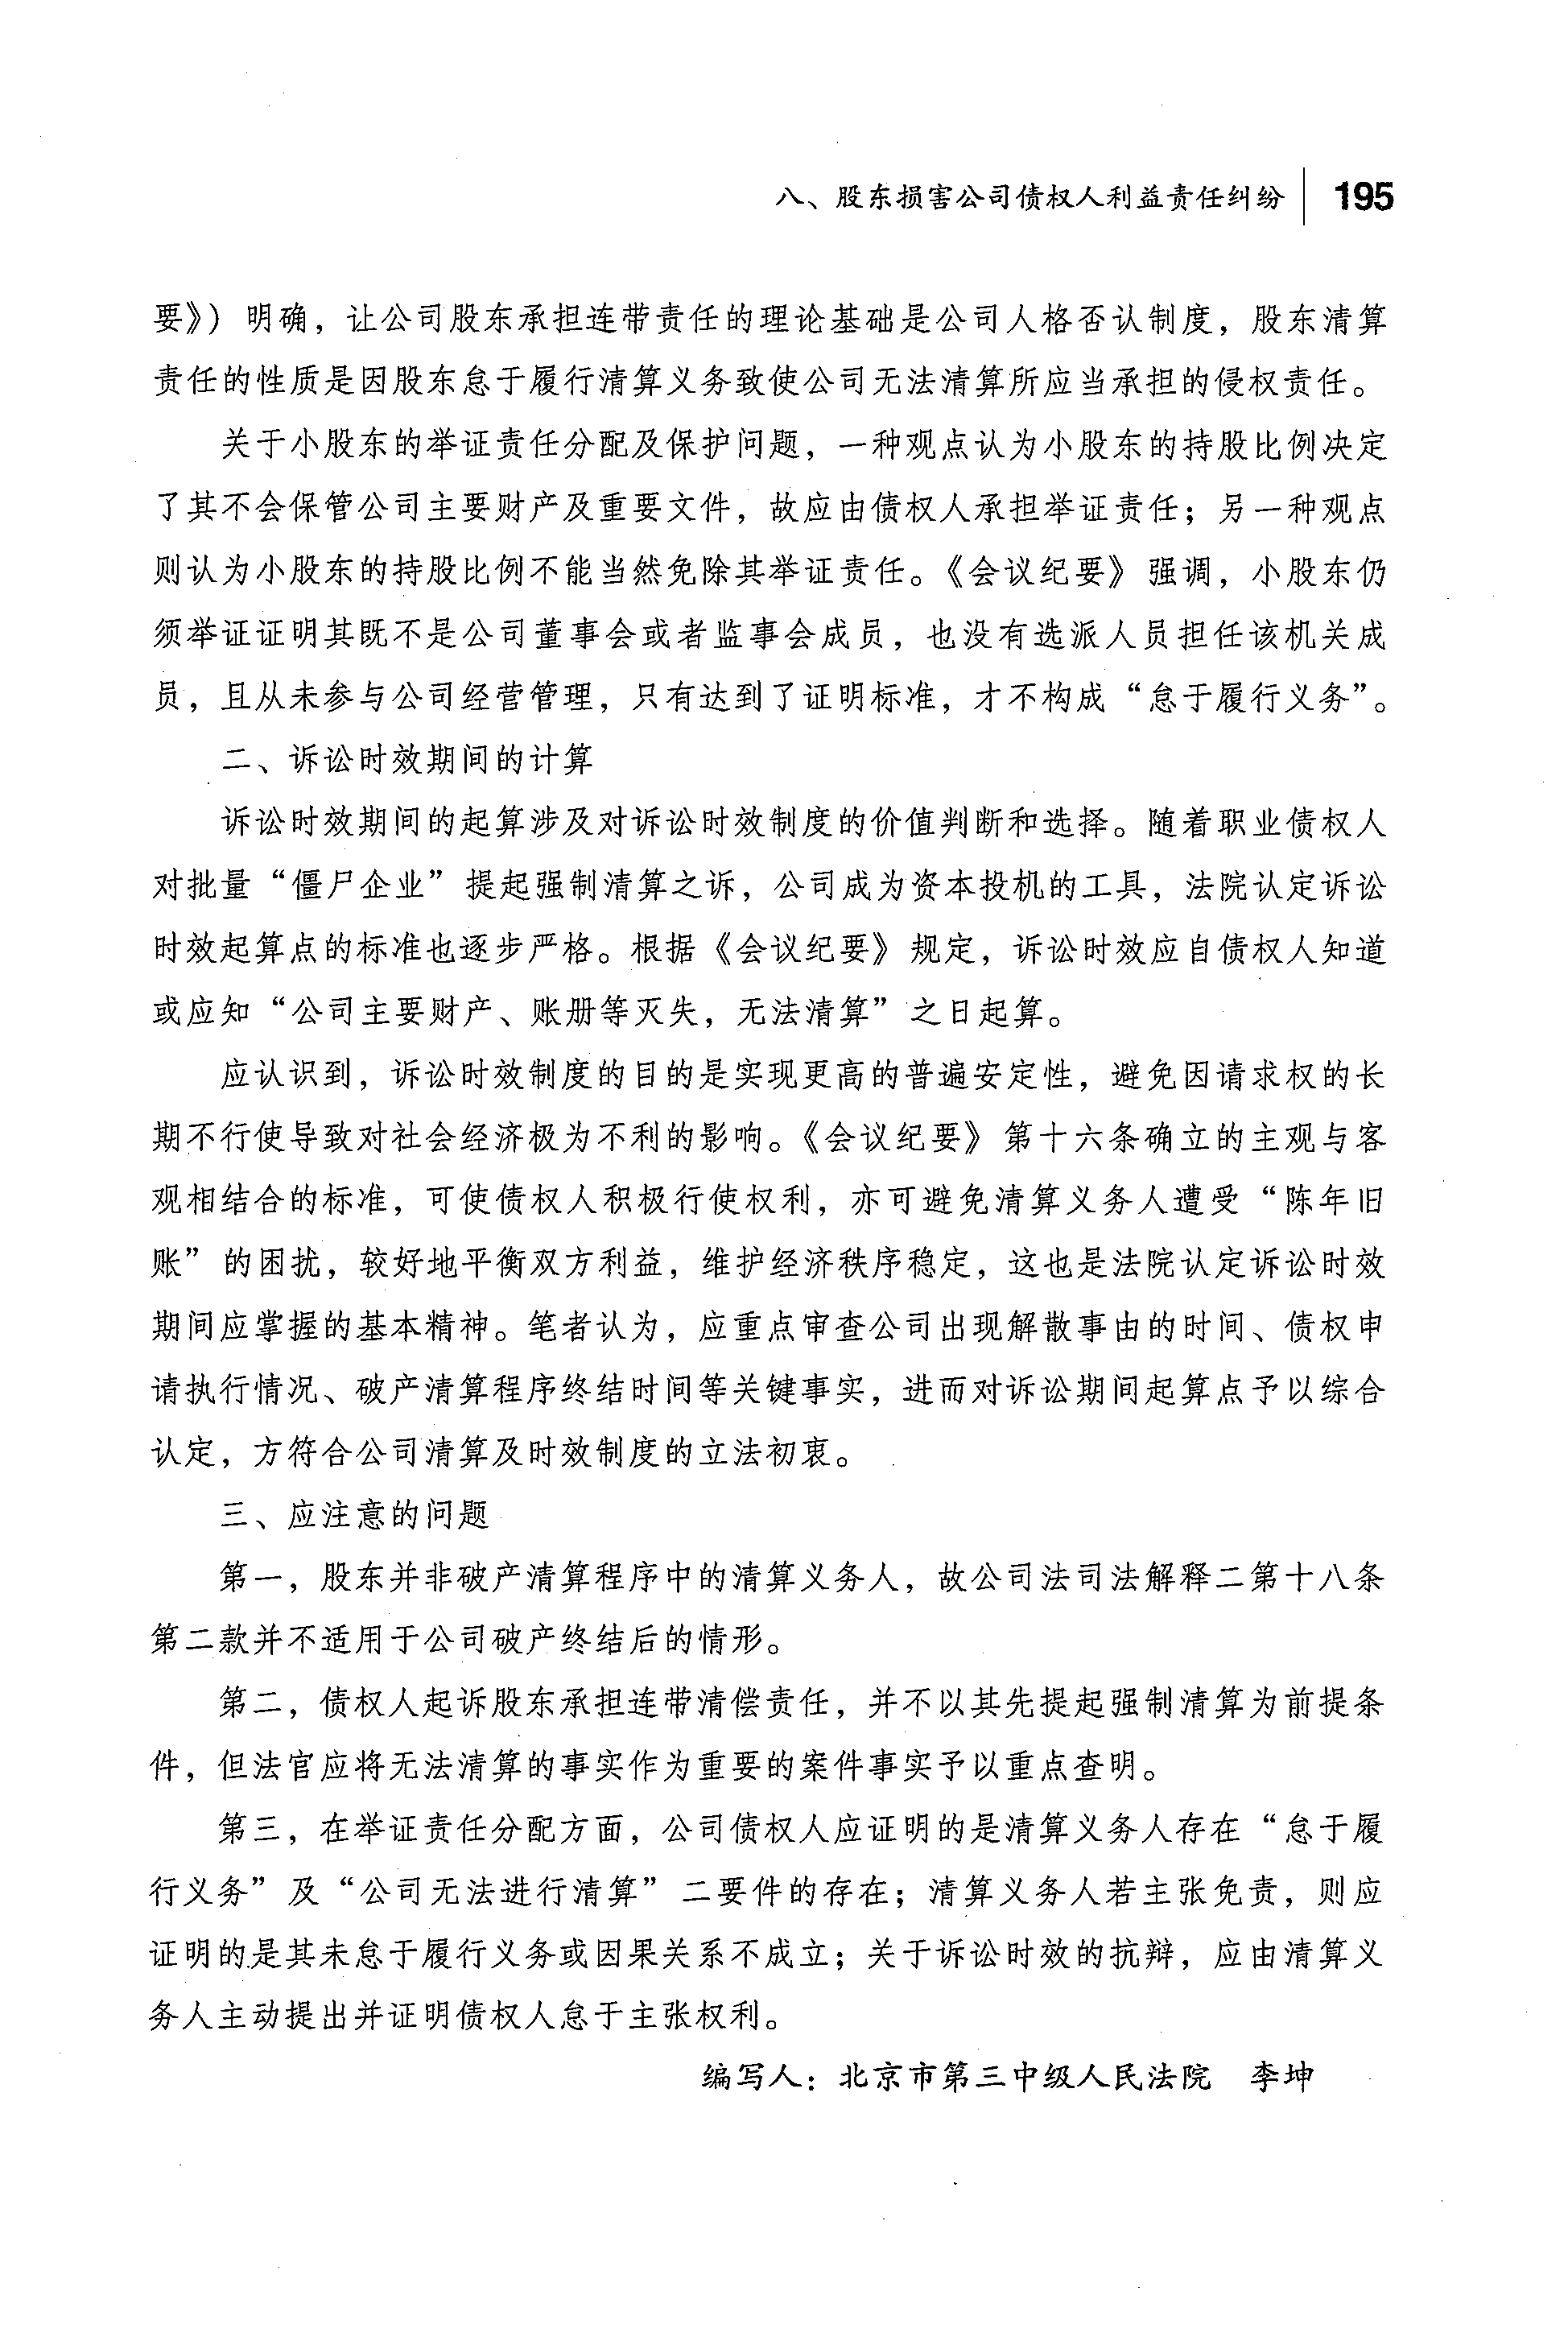 八、股东损害公司债权人利益责任纠纷 195
要》）明确，让公司股东承担连带责任的理论基础是公司人格否认制度，股东清算
责任的性质是因股东怠于履行清算义务致使公司无法清算所应当承担的侵权责任。
关于小股东的举证责任分配及保护问题，一种观点认为小股东的持股比例决定
了其不会保管公司主要财产及重要文件，故应由债权人承担举证责任；另一种观点
则认为小股东的持股比例不能当然免除其举证责任。《会议纪要》强调，小股东仍
须举证证明其既不是公司董事会或者监事会成员，也没有选派人员担任该机关成
员，且从未参与公司经营管理，只有达到了证明标准，才不构成“怠于履行义务”。
二、诉讼时效期间的计算
诉讼时效期间的起算涉及对诉讼时效制度的价值判断和选择。随着职业债权人
对批量“僵尸企业”提起强制清算之诉，公司成为资本投机的工具，法院认定诉讼
时效起算点的标准也逐步严格。根据《会议纪要》规定，诉讼时效应自债权人知道
或应知“公司主要财产、账册等灭失，无法清算”之日起算。
应认识到，诉讼时效制度的目的是实现更高的普遍安定性，避免因请求权的长
期不行使导致对社会经济极为不利的影响。《会议纪要》第十六条确立的主观与客
观相结合的标准，可使债权人积极行使权利，亦可避免清算义务人遭受“陈年旧
账”的困扰，较好地平衡双方利益，维护经济秩序稳定，这也是法院认定诉讼时效
期间应掌握的基本精神。笔者认为，应重点审查公司出现解散事由的时间、债权申
请执行情况、破产清算程序终结时间等关键事实，进而对诉讼期间起算点予以综合
认定，方符合公司清算及时效制度的立法初衷。
三、应注意的问题
第一，股东并非破产清算程序中的清算义务人，故公司法司法解释二第十八条
第二款并不适用于公司破产终结后的情形。
第二，债权人起诉股东承担连带清偿责任，并不以其先提起强制清算为前提条
件，但法官应将无法清算的事实作为重要的案件事实予以重点查明。
第三，在举证责任分配方面，公司债权人应证明的是清算义务人存在“怠于履
行义务”及“公司无法进行清算”二要件的存在；清算义务人若主张免责，则应
证明的是其未怠于履行义务或因果关系不成立；关于诉讼时效的抗辩，应由清算义
务人主动提出并证明债权人怠于主张权利。
编写人：北京市第三中级人民法院 李坤